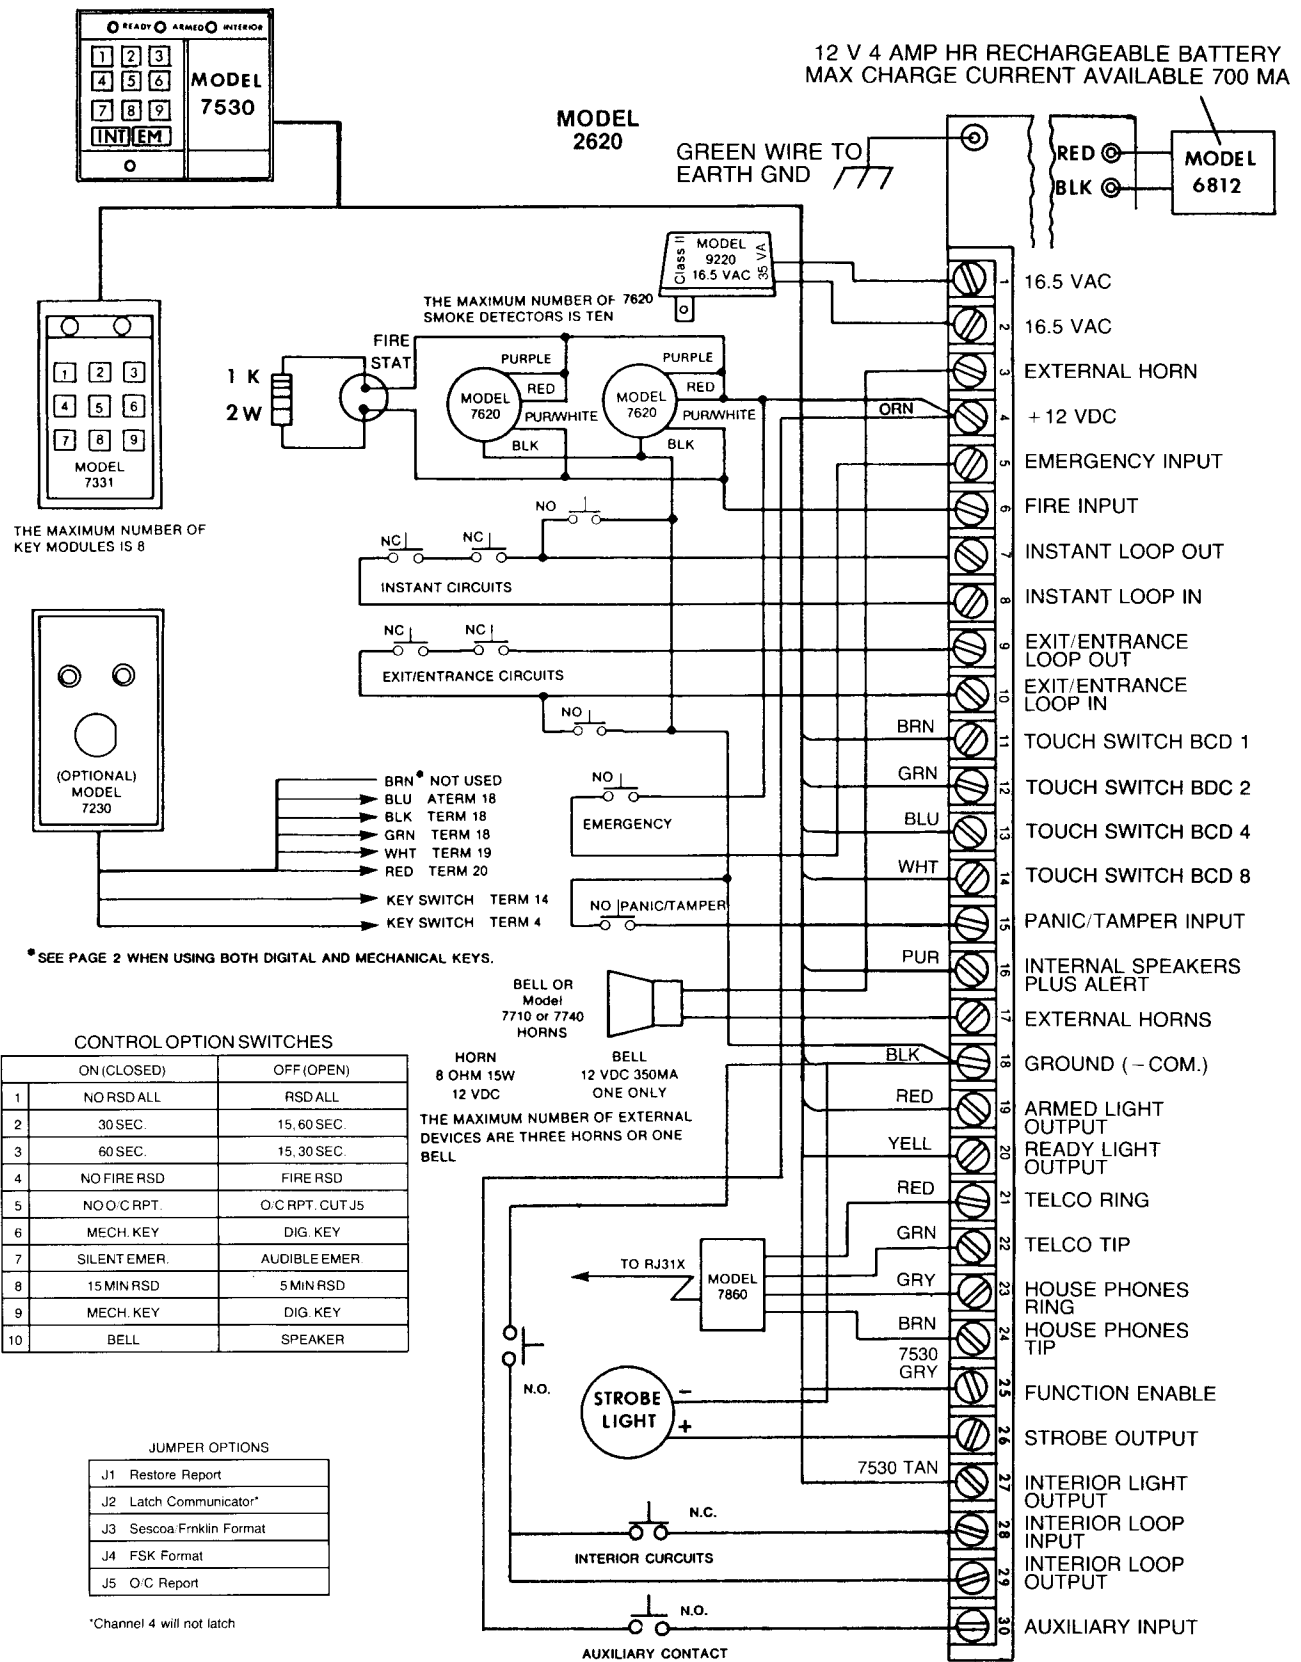 READY ARMED INTERIOR
1 2 3
4 5 6
7 8 9
INT EM
MODEL
7530
MODEL
2620
12 V 4 AMP HR RECHARGEABLE BATTERY
MAX CHARGE CURRENT AVAILABLE 700 MA
GREEN WIRE TO
EARTH GND
RED
BLK
MODEL
6812
Class II
MODEL
9220
16.5 VAC
35 VA
THE MAXIMUM NUMBER OF 7620
SMOKE DETECTORS IS TEN
1 2 3
4 5 6
7 8 9
MODEL
7331
THE MAXIMUM NUMBER OF
KEY MODULES IS 8
1 K
2 W
FIRE
STAT
PURPLE
RED
MODEL
7620
PUR/WHITE
BLK
PURPLE
RED
MODEL
7620
PUR/WHITE
BLK
ORN
NO
NC
NC
INSTANT CIRCUITS
NC
NC
EXIT/ENTRANCE CIRCUITS
NO
NO
EMERGENCY
NO PANIC/TAMPER
(OPTIONAL)
MODEL
7230
BRN* NOT USED
BLU ATERM 18
BLK TERM 18
GRN TERM 18
WHT TERM 19
RED TERM 20
KEY SWITCH TERM 14
KEY SWITCH TERM 4
*SEE PAGE 2 WHEN USING BOTH DIGITAL AND MECHANICAL KEYS.
BELL OR
Model
7710 or 7740
HORNS
HORN
8 OHM 15W
12 VDC
BELL
12 VDC 350MA
ONE ONLY
THE MAXIMUM NUMBER OF EXTERNAL
DEVICES ARE THREE HORNS OR ONE
BELL
CONTROL OPTION SWITCHES
ON (CLOSED) OFF (OPEN)
1 NO RSD ALL RSD ALL
2 30 SEC. 15, 60 SEC.
3 60 SEC. 15, 30 SEC.
4 NO FIRE RSD FIRE RSD
5 NO O/C RPT. O/C RPT. CUT J5
6 MECH. KEY DIG. KEY
7 SILENT EMER. AUDIBLE EMER
8 15 MIN RSD 5 MIN RSD
9 MECH. KEY DIG. KEY
10 BELL SPEAKER
JUMPER OPTIONS
J1 Restore Report
J2 Latch Communicator*
J3 Sescoa/Frnklin Format
J4 FSK Format
J5 O/C Report
*Channel 4 will not latch
TO RJ31X
MODEL
7860
N.O.
STROBE
LIGHT
−
+
N.C.
INTERIOR CURCUITS
N.O.
AUXILIARY CONTACT
BRN
GRN
BLU
WHT
PUR
BLK
RED
YELL
RED
GRN
GRY
BRN
7530
GRY
7530 TAN
1 16.5 VAC
2 16.5 VAC
3 EXTERNAL HORN
4 + 12 VDC
5 EMERGENCY INPUT
6 FIRE INPUT
7 INSTANT LOOP OUT
8 INSTANT LOOP IN
9 EXIT/ENTRANCE
LOOP OUT
10 EXIT/ENTRANCE
LOOP IN
11 TOUCH SWITCH BCD 1
12 TOUCH SWITCH BDC 2
13 TOUCH SWITCH BCD 4
14 TOUCH SWITCH BCD 8
15 PANIC/TAMPER INPUT
16 INTERNAL SPEAKERS
PLUS ALERT
17 EXTERNAL HORNS
18 GROUND (−COM.)
19 ARMED LIGHT
OUTPUT
20 READY LIGHT
OUTPUT
21 TELCO RING
22 TELCO TIP
23 HOUSE PHONES
RING
24 HOUSE PHONES
TIP
25 FUNCTION ENABLE
26 STROBE OUTPUT
27 INTERIOR LIGHT
OUTPUT
28 INTERIOR LOOP
INPUT
29 INTERIOR LOOP
OUTPUT
30 AUXILIARY INPUT